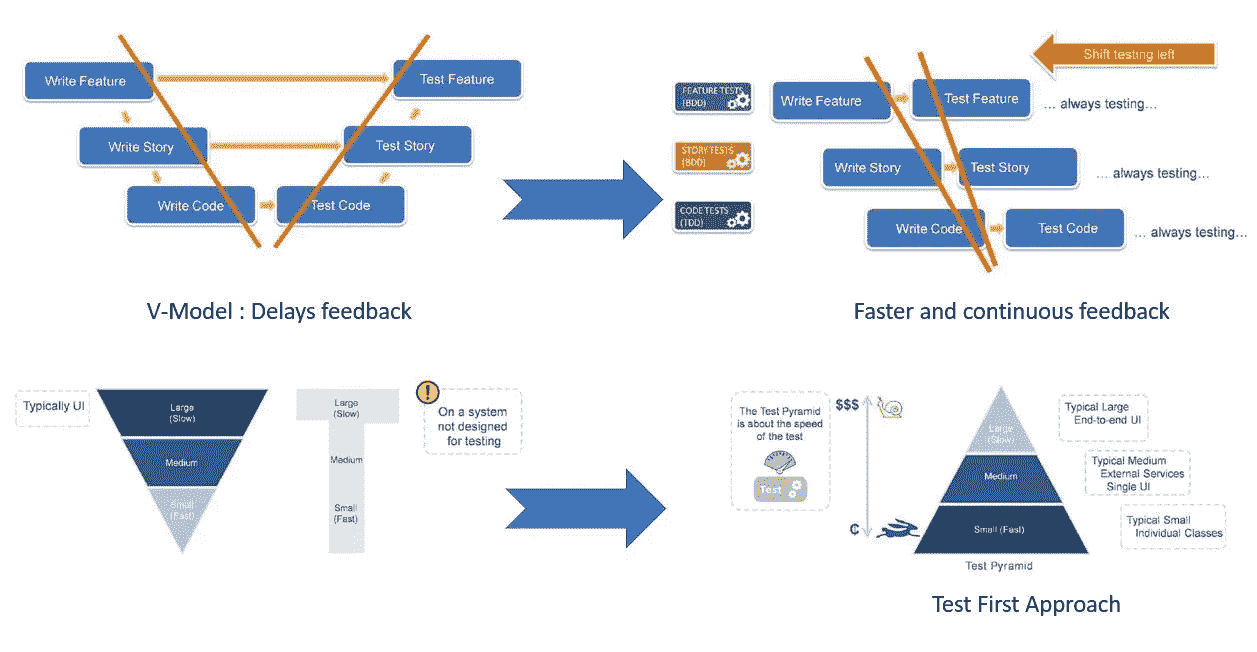 Write Feature
Test Feature
Write Story
Test Story
Write Code
Test Code
V-Model : Delays feedback
Shift testing left
FEATURE TESTS
(BDD)
Write Feature
Test Feature
... always testing...
STORY TESTS
(BDD)
Write Story
Test Story
... always testing...
CODE TESTS
(TDD)
Write Code
Test Code
... always testing...
Faster and continuous feedback
Typically UI
Large
(Slow)
Medium
Small
(Fast)
Large
(Slow)
Medium
Small
(Fast)
!
On a system
not designed
for testing
The Test Pyramid
is about the speed
of the test
Test
$$$
¢
Large
(Slow)
Medium
Small (Fast)
Test Pyramid
Typical Large
End-to-end UI
Typical Medium
External Services
Single UI
Typical Small
Individual Classes
Test First Approach